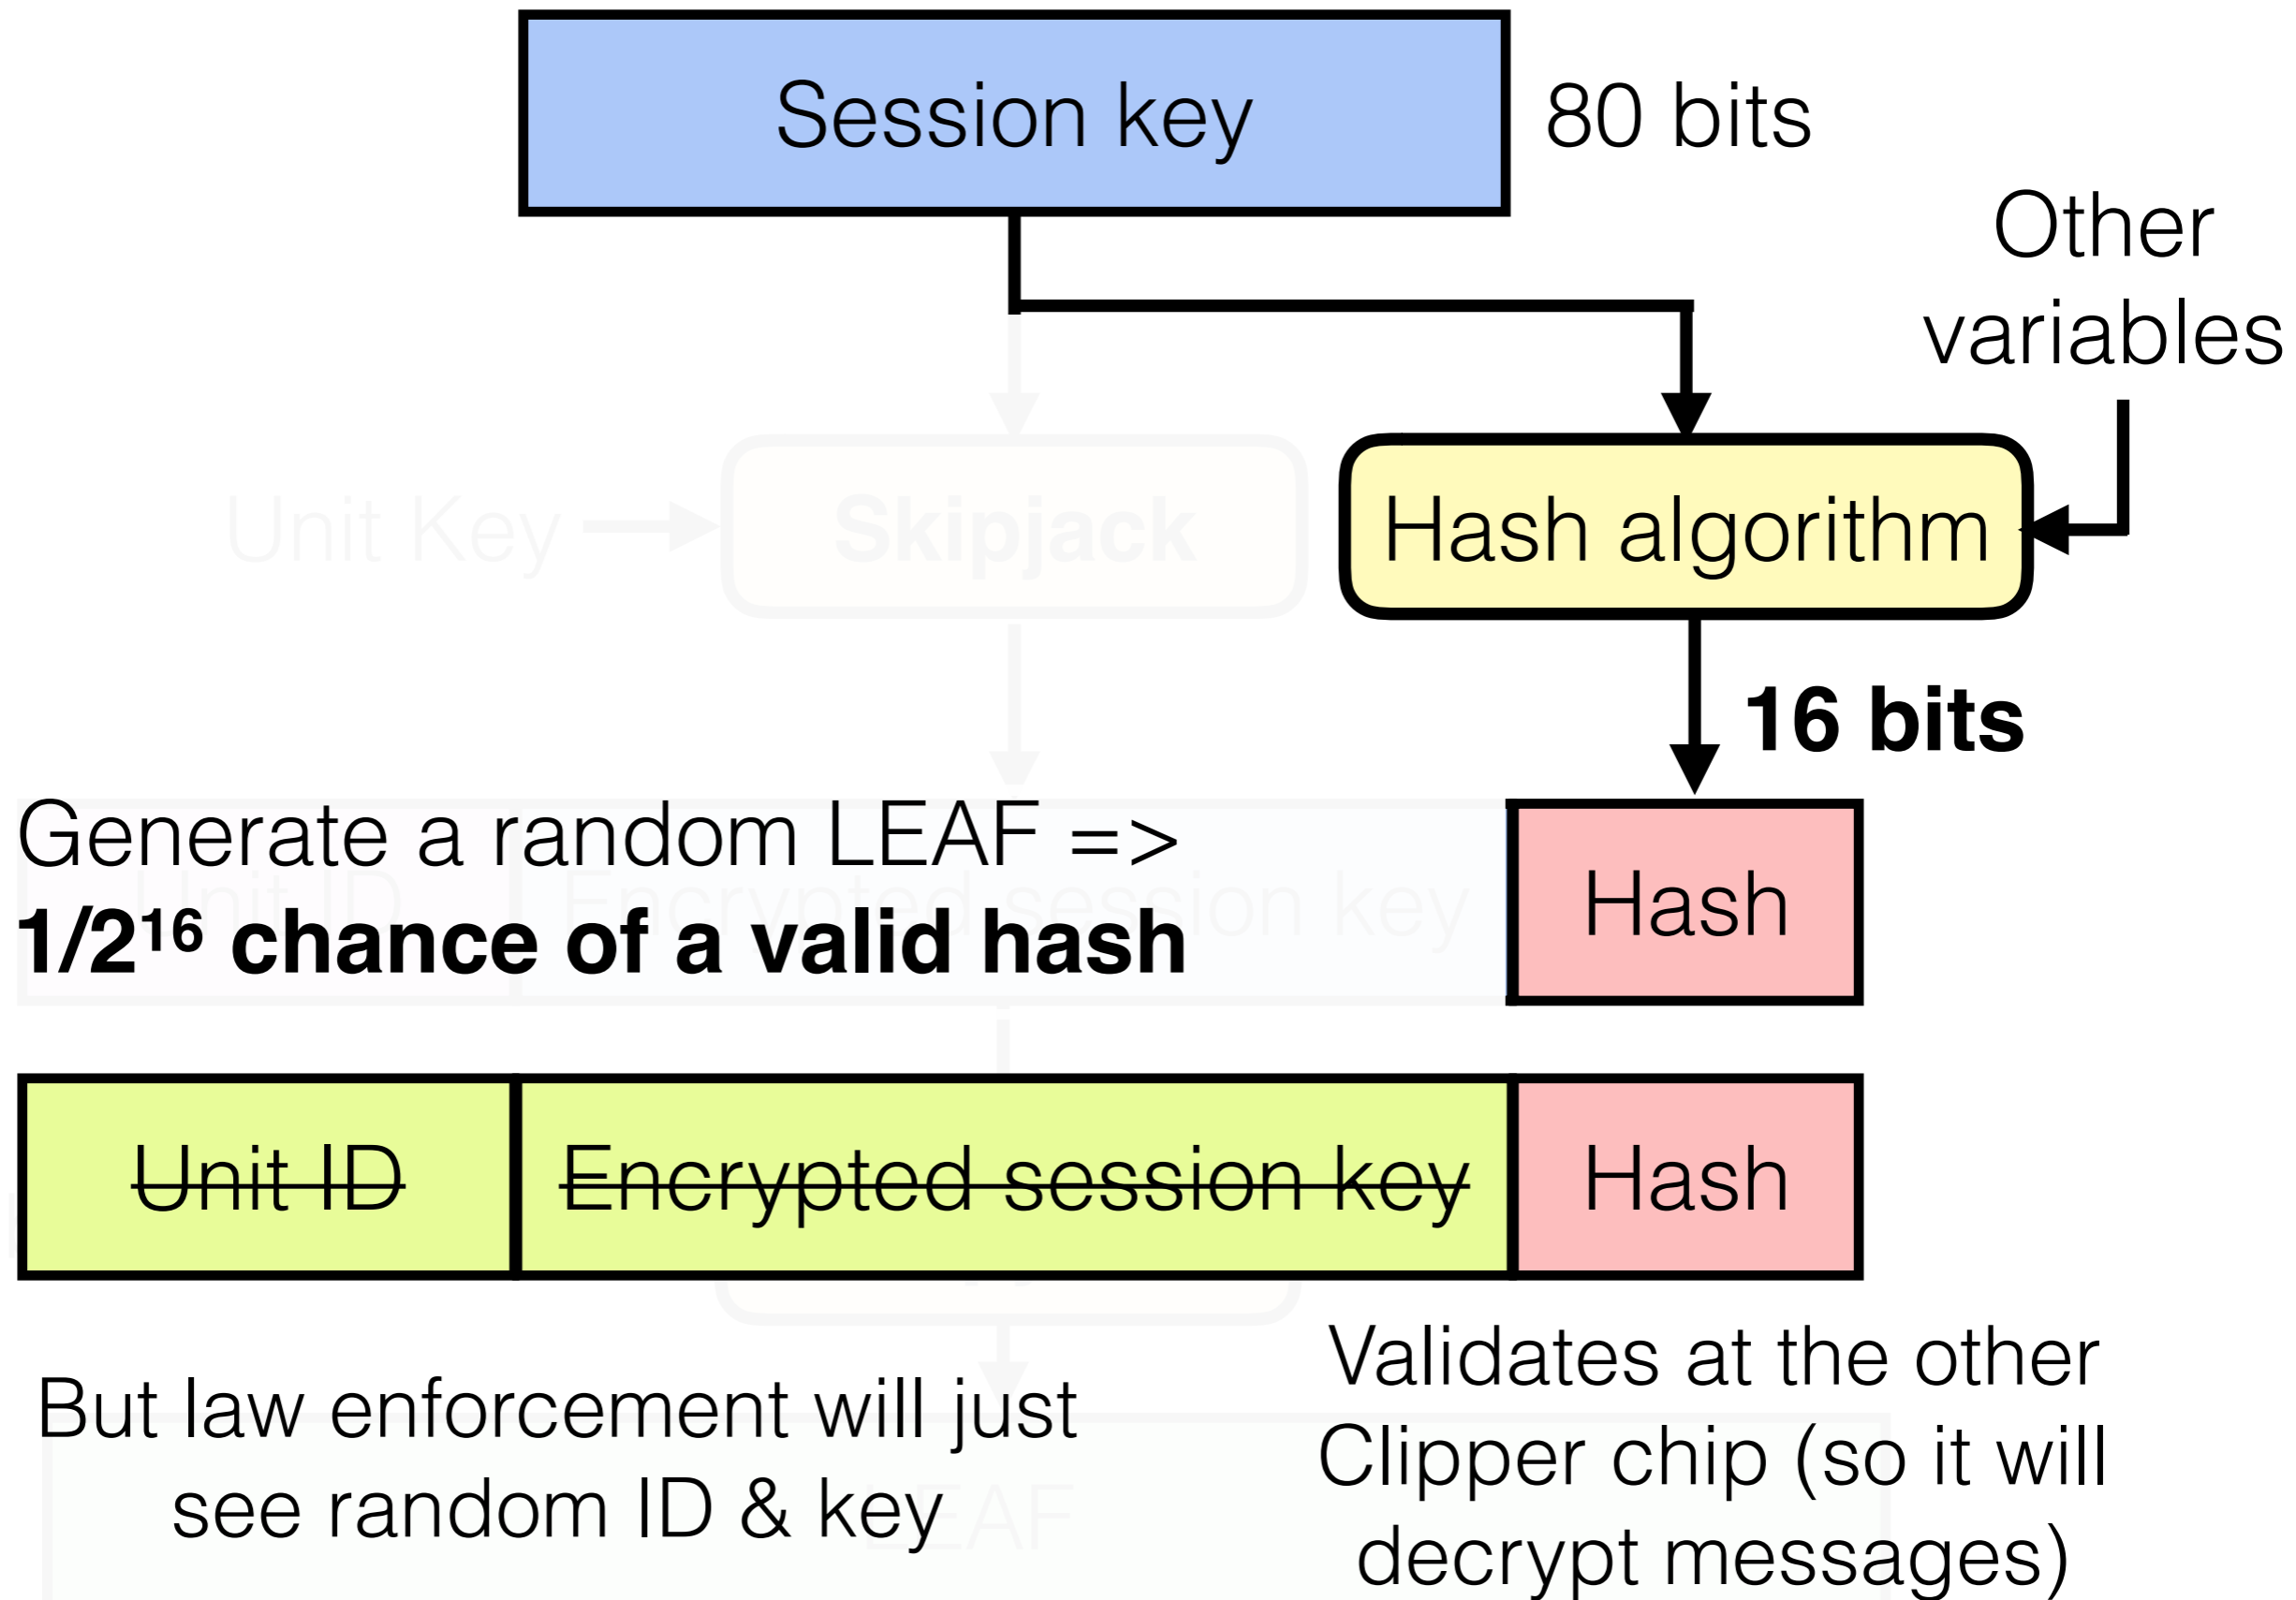 Session key
80 bits
Other
variables
Unit Key
Skipjack
Hash algorithm
16 bits
Generate a random LEAF =>
1/2¹⁶ chance of a valid hash
Unit ID
Encrypted session key
Hash
Unit ID
Encrypted session key
Hash
But law enforcement will just
see random ID & key
LEAF
Validates at the other
Clipper chip (so it will
decrypt messages)